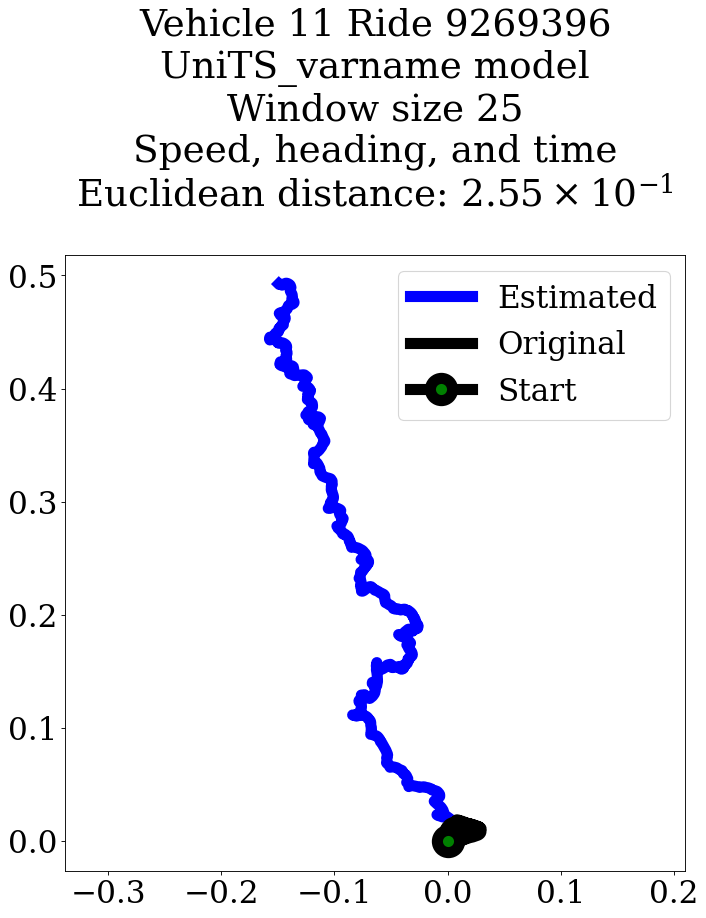 Vehicle 11 Ride 9269396
UniTS_varname model
Window size 25
Speed, heading, and time
Euclidean distance: 2.55 × 10⁻¹
0.5
0.4
0.3
0.2
0.1
0.0
Estimated
Original
Start
−0.3 −0.2 −0.1 0.0 0.1 0.2